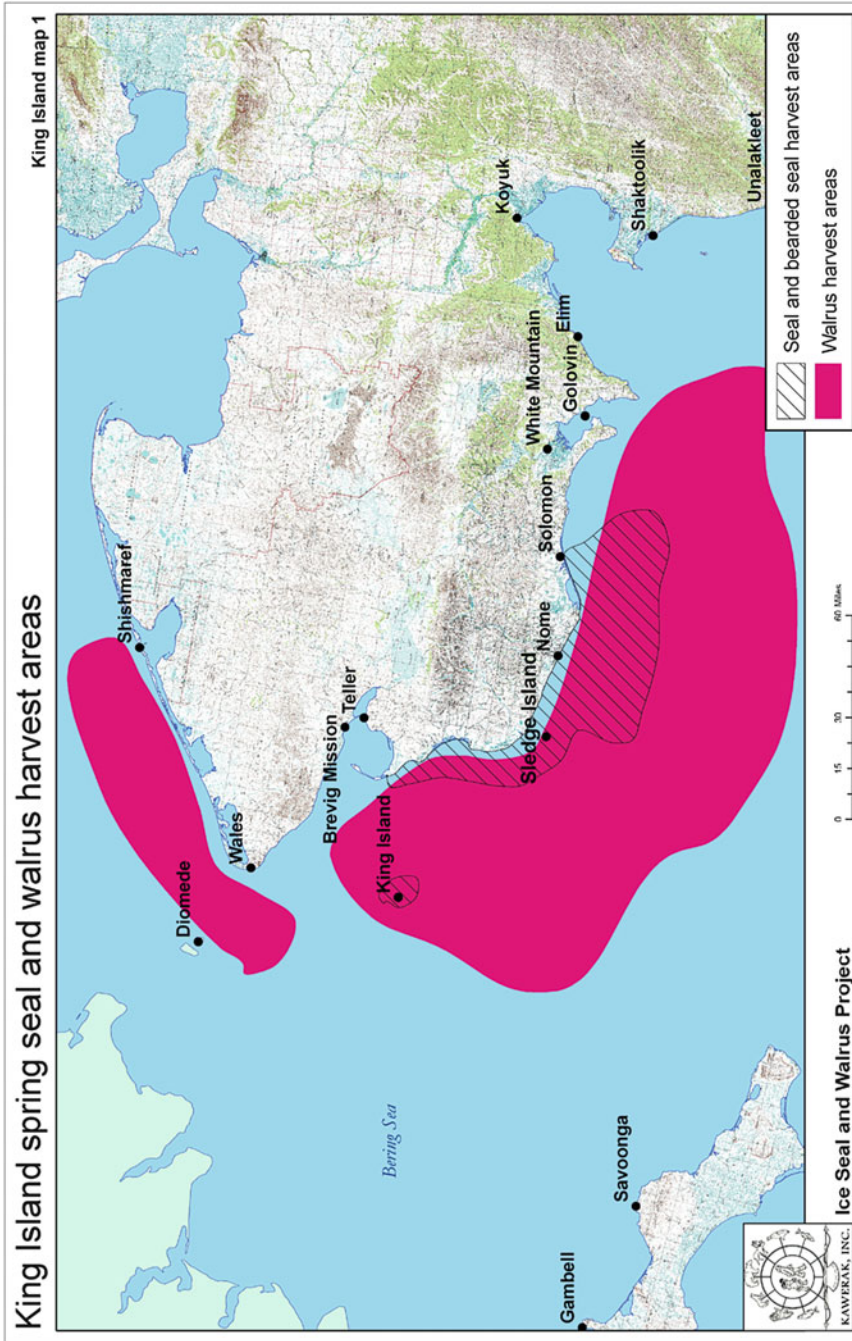 King Island spring seal and walrus harvest areas
King Island map 1
Shishmaref
Diomede
Wales
Brevig Mission
Teller
King Island
Koyuk
Shaktoolik
Unalakleet
Elim
White Mountain
Golovin
Solomon
Nome
Sledge Island
Bering Sea
Savoonga
Gambell
Seal and bearded seal harvest areas
Walrus harvest areas
KAWERAK, INC.
Ice Seal and Walrus Project
0 15 30 60 Miles